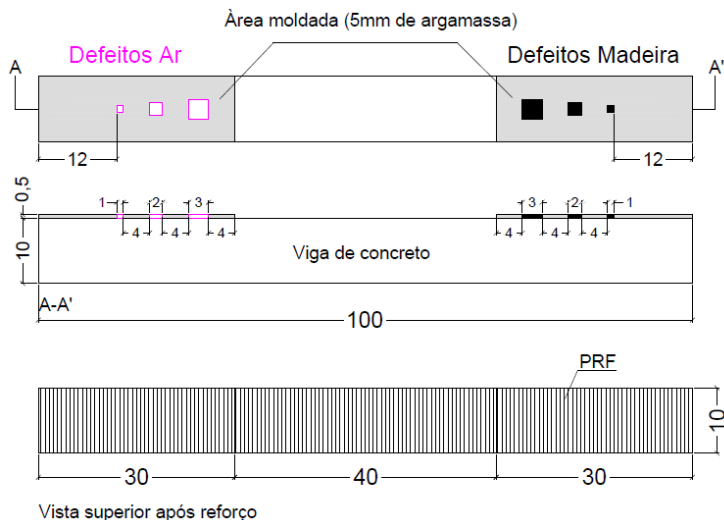 Àrea moldada (5mm de argamassa)
Defeitos Ar
Defeitos Madeira
A
A'
12
12
0,5
1
2
3
3
2
1
4
4
4
4
4
4
10
Viga de concreto
A-A'
100
PRF
10
30
40
30
Vista superior após reforço